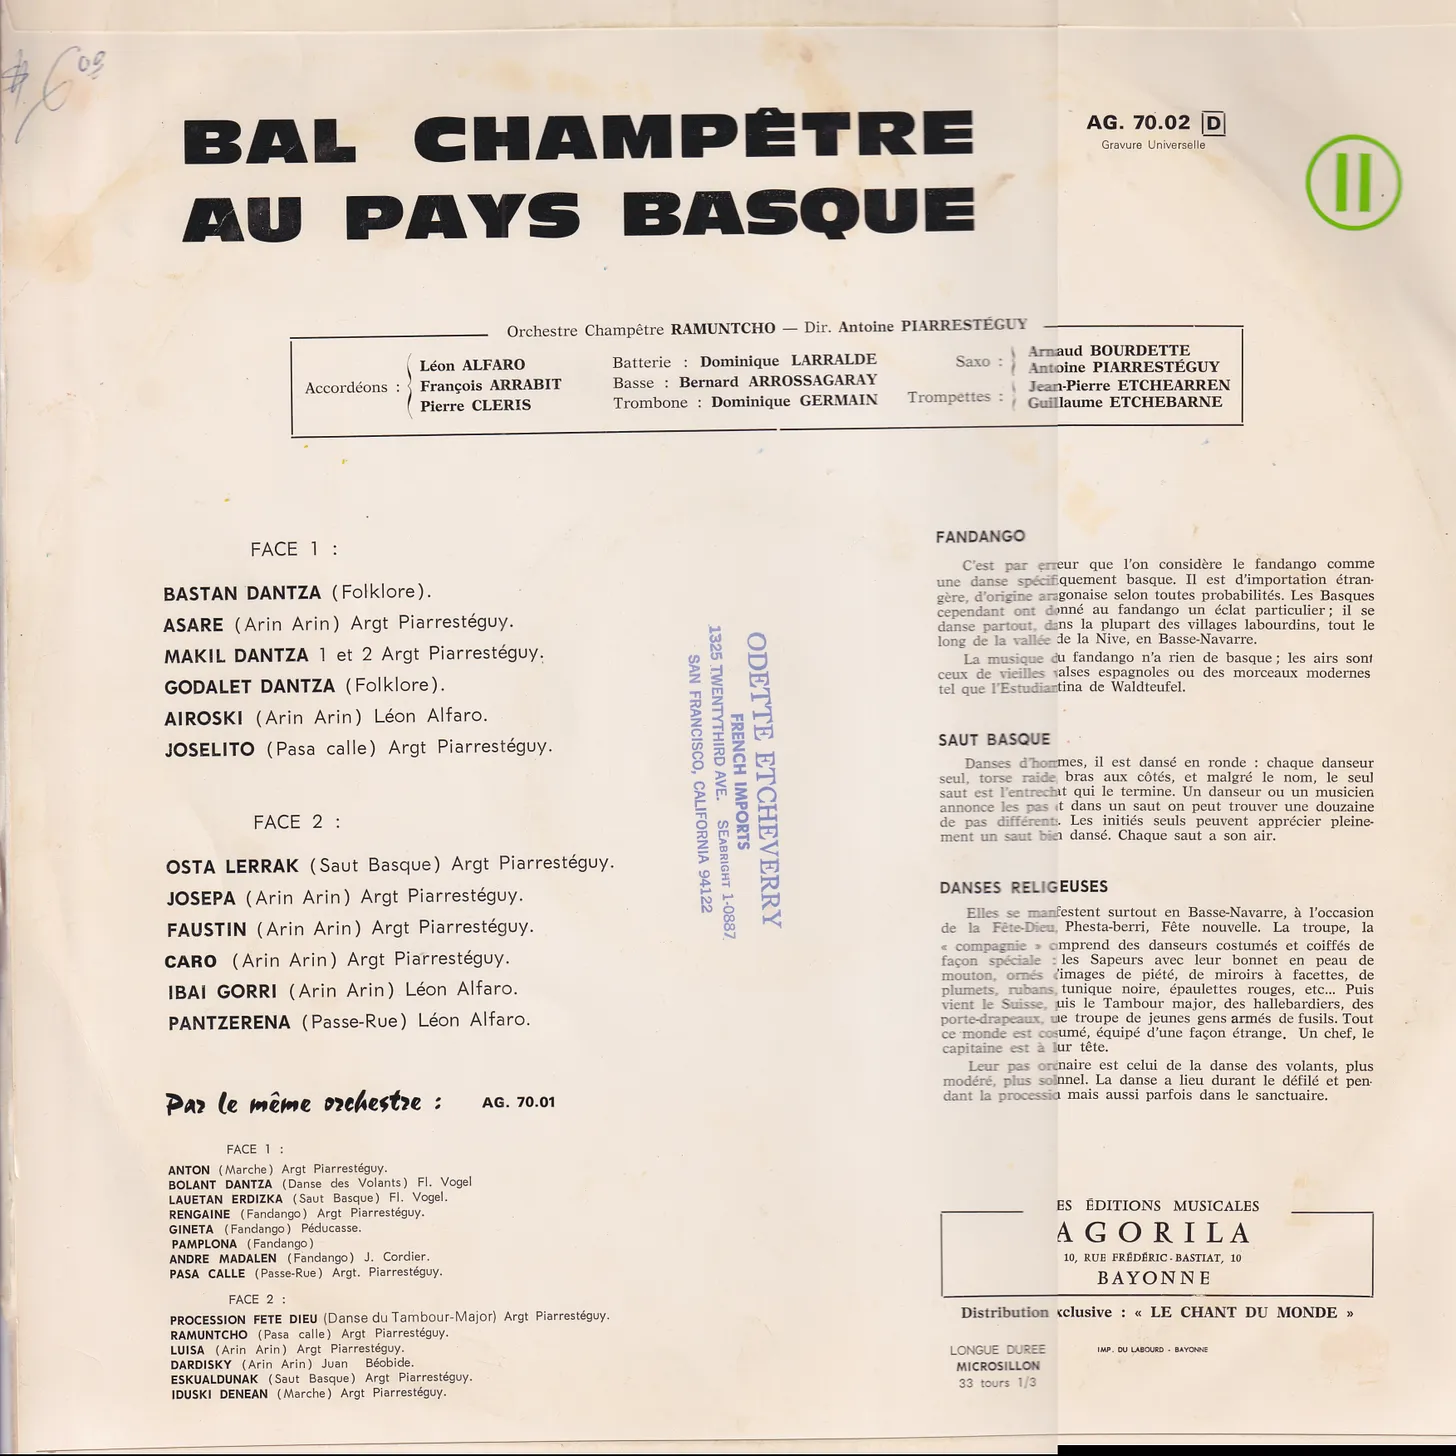 $6.00
BAL CHAMPÊTRE
AU PAYS BASQUE
AG. 70.02 D
Gravure Universelle
II
Orchestre Champêtre RAMUNTCHO — Dir. Antoine PIARRESTÉGUY
Accordéons :
Léon ALFARO
François ARRABIT
Pierre CLERIS
Batterie : Dominique LARRALDE
Basse : Bernard ARROSSAGARAY
Trombone : Dominique GERMAIN
Saxo :
Arnaud BOURDETTE
Antoine PIARRESTÉGUY
Trompettes :
Jean-Pierre ETCHEARREN
Guillaume ETCHEBARNE
FACE 1 :
BASTAN DANTZA (Folklore).
ASARE (Arin Arin) Argt Piarrestéguy.
MAKIL DANTZA 1 et 2 Argt Piarrestéguy.
GODALET DANTZA (Folklore).
AIROSKI (Arin Arin) Léon Alfaro.
JOSELITO (Pasa calle) Argt Piarrestéguy.
FACE 2 :
OSTA LERRAK (Saut Basque) Argt Piarrestéguy.
JOSEPA (Arin Arin) Argt Piarrestéguy.
FAUSTIN (Arin Arin) Argt Piarrestéguy.
CARO (Arin Arin) Argt Piarrestéguy.
IBAI GORRI (Arin Arin) Léon Alfaro.
PANTZERENA (Passe-Rue) Léon Alfaro.
Par le même orchestre : AG. 70.01
FACE 1 :
ANTON (Marche) Argt Piarrestéguy.
BOLANT DANTZA (Danse des Volants) Fl. Vogel
LAUETAN ERDIZKA (Saut Basque) Fl. Vogel.
RENGAINE (Fandango) Argt Piarrestéguy.
GINETA (Fandango) Péducasse.
PAMPLONA (Fandango)
ANDRE MADALEN (Fandango) J. Cordier.
PASA CALLE (Passe-Rue) Argt. Piarrestéguy.
FACE 2 :
PROCESSION FETE DIEU (Danse du Tambour-Major) Argt Piarrestéguy.
RAMUNTCHO (Pasa calle) Argt Piarrestéguy.
LUISA (Arin Arin) Argt Piarrestéguy.
DARDISKY (Arin Arin) Juan Béobide.
ESKUALDUNAK (Saut Basque) Argt Piarrestéguy.
IDUSKI DENEAN (Marche) Argt Piarrestéguy.
ODETTE ETCHEVERRY
FRENCH IMPORTS
1325 TWENTYTHIRD AVE. SEABRIGHT 1-0887
SAN FRANCISCO, CALIFORNIA 94122
FANDANGO
C'est par erreur que l'on considère le fandango comme
une danse spécifiquement basque. Il est d'importation étran-
gère, d'origine aragonaise selon toutes probabilités. Les Basques
cependant ont donné au fandango un éclat particulier ; il se
danse partout, dans la plupart des villages labourdins, tout le
long de la vallée de la Nive, en Basse-Navarre.
La musique du fandango n'a rien de basque ; les airs sont
ceux de vieilles valses espagnoles ou des morceaux modernes
tel que l'Estudiantina de Waldteufel.
SAUT BASQUE
Danses d'hommes, il est dansé en ronde : chaque danseur
seul, torse raide, bras aux côtés, et malgré le nom, le seul
saut est l'entrechat qui le termine. Un danseur ou un musicien
annonce les pas et dans un saut on peut trouver une douzaine
de pas différents. Les initiés seuls peuvent apprécier pleine-
ment un saut bien dansé. Chaque saut a son air.
DANSES RELIGEUSES
Elles se manfestent surtout en Basse-Navarre, à l'occasion
de la Fête-Dieu, Phesta-berri, Fête nouvelle. La troupe, la
« compagnie » omprend des danseurs costumés et coiffés de
façon spéciale : les Sapeurs avec leur bonnet en peau de
mouton, ornés d'images de piété, de miroirs à facettes, de
plumets, rubans, tunique noire, épaulettes rouges, etc... Puis
vient le Suisse, puis le Tambour major, des hallebardiers, des
porte-drapeaux, ue troupe de jeunes gens armés de fusils. Tout
ce monde est cosumé, équipé d'une façon étrange. Un chef, le
capitaine est à lur tête.
Leur pas ordnaire est celui de la danse des volants, plus
modéré, plus solnnel. La danse a lieu durant le défilé et pen-
dant la processio mais aussi parfois dans le sanctuaire.
ES ÉDITIONS MUSICALES
AGORILA
10, RUE FRÉDÉRIC-BASTIAT, 10
BAYONNE
Distribution xclusive : « LE CHANT DU MONDE »
LONGUE DUREE
MICROSILLON
33 tours 1/3
IMP. DU LABOURD - BAYONNE